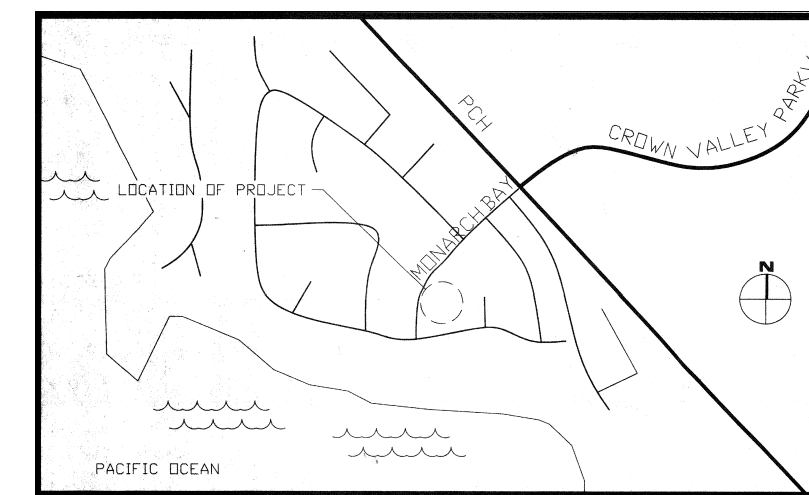 PCH
CROWN VALLEY PARKW
LOCATION OF PROJECT
MONARCH BAY
N
PACIFIC OCEAN